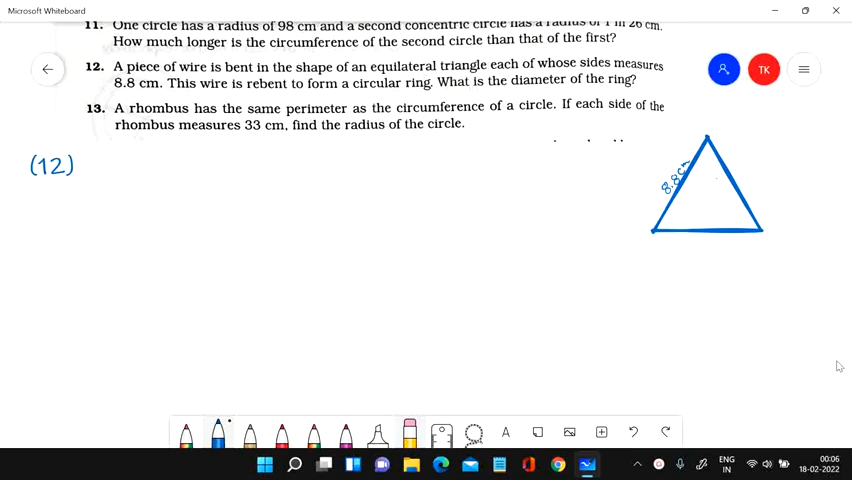 Microsoft Whiteboard
11. One circle has a radius of 98 cm and a second concentric circle has a radius of 1 m 26 cm.
How much longer is the circumference of the second circle than that of the first?
12. A piece of wire is bent in the shape of an equilateral triangle each of whose sides measures
8.8 cm. This wire is rebent to form a circular ring. What is the diameter of the ring?
TK
13. A rhombus has the same perimeter as the circumference of a circle. If each side of the
rhombus measures 33 cm, find the radius of the circle.
(12)
8.8cm
A
ENG
IN
00:06
18-02-2022